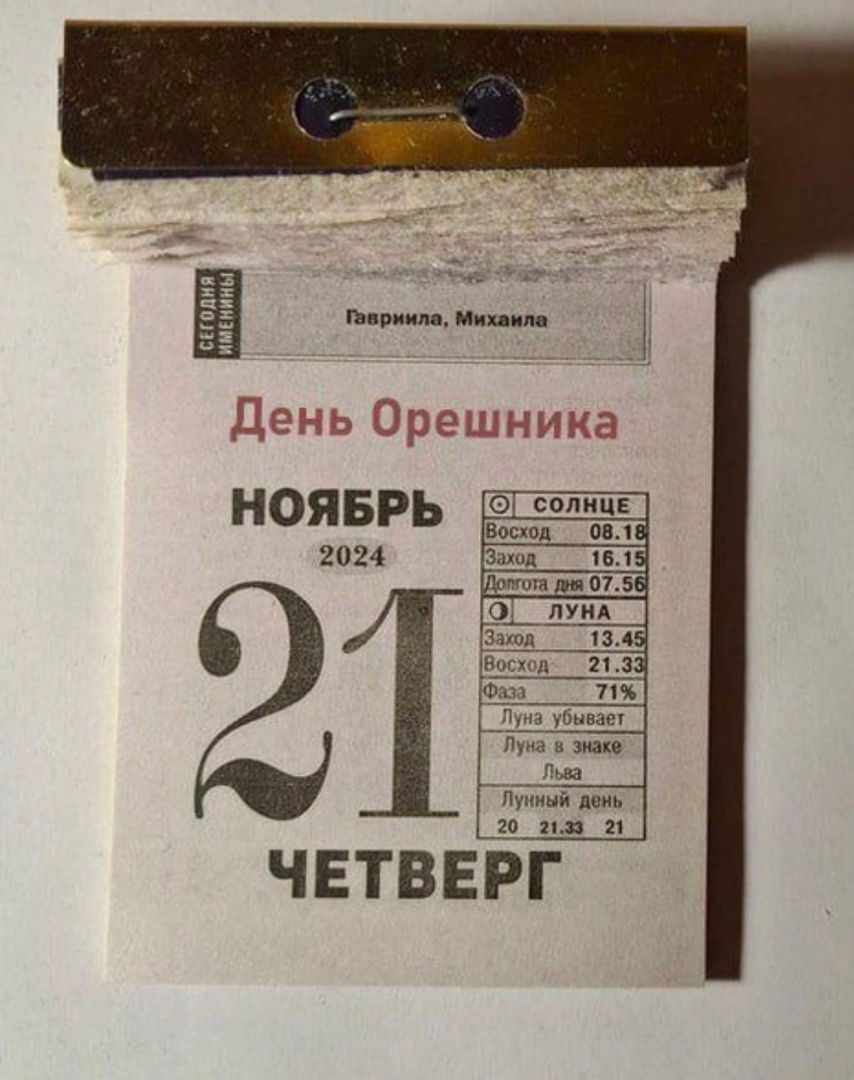 СЕГОДНЯ
ИМЕНИНЫ
Гавриила, Михаила
День Орешника
НОЯБРЬ
2024
21
ЧЕТВЕРГ
СОЛНЦЕ
Восход 08.18
Заход 16.15
Долгота дня 07.56
ЛУНА
Заход 13.45
Восход 21.33
Фаза 71%
Луна убывает
Луна в знаке
Льва
Лунный день
20 21.33 21